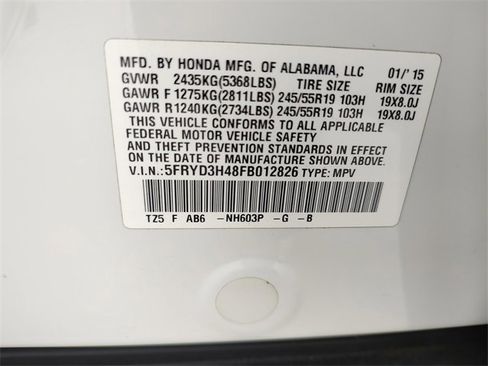 MFD. BY HONDA MFG. OF ALABAMA, LLC 01/'15
GVWR 2435KG(5368LBS) TIRE SIZE RIM SIZE
GAWR F 1275KG(2811LBS) 245/55R19 103H 19X8.0J
GAWR R1240KG(2734LBS) 245/55R19 103H 19X8.0J
THIS VEHICLE CONFORMS TO ALL APPLICABLE
FEDERAL MOTOR VEHICLE SAFETY
AND THEFT PREVENTION STANDARDS IN EFFECT ON
THE DATE OF MANUFACTURE SHOWN ABOVE.
V.I.N.:5FRYD3H48FB012826 TYPE: MPV
TZ5 F AB6 -NH603P -G -B